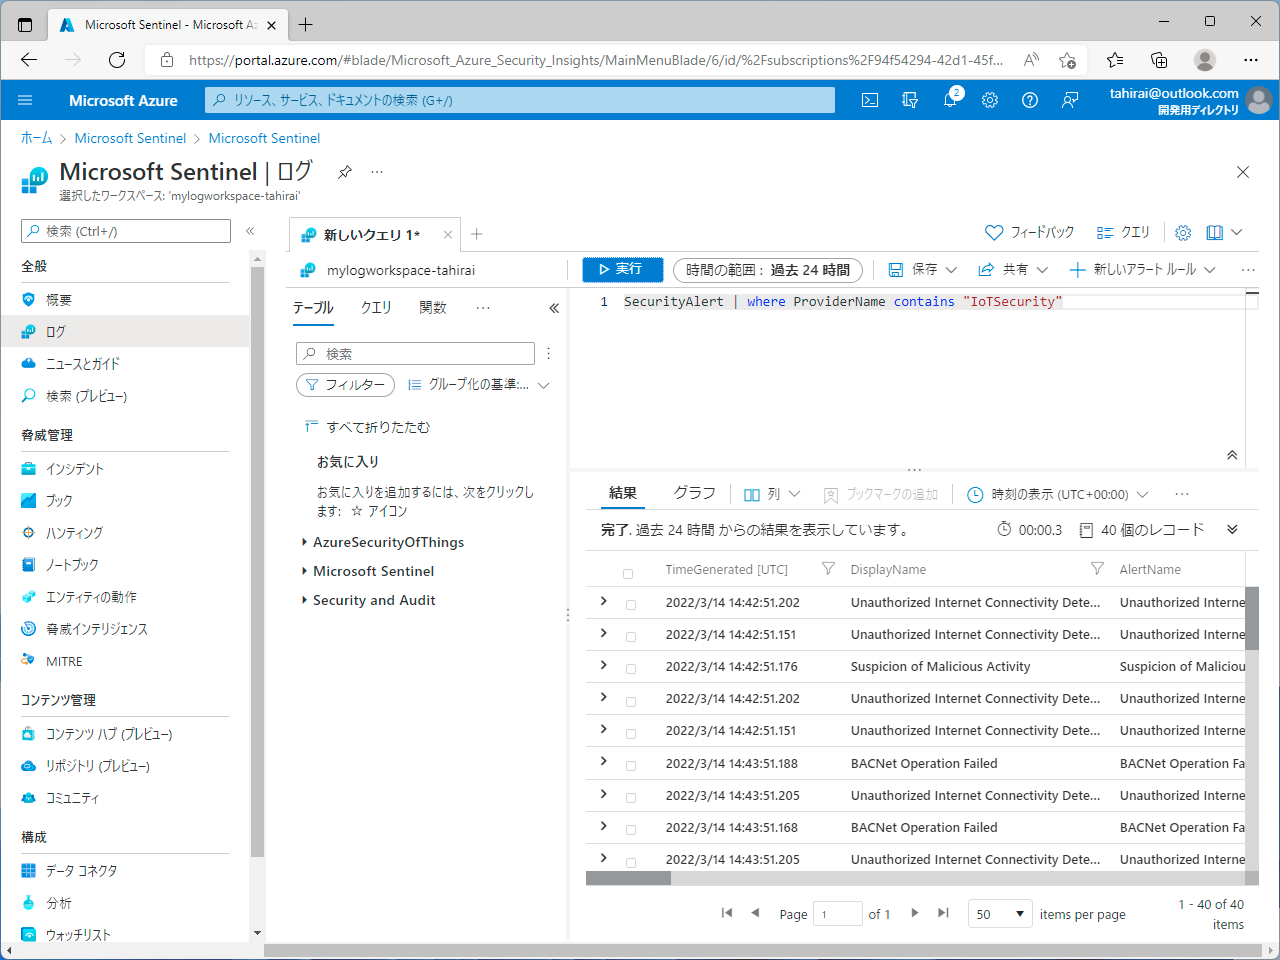 Microsoft Sentinel - Microsoft Az
https://portal.azure.com/#blade/Microsoft_Azure_Security_Insights/MainMenuBlade/6/id/%2Fsubscriptions%2F94f54294-42d1-45f...
Microsoft Azure
リソース、サービス、ドキュメントの検索 (G+/)
2
tahirai@outlook.com
開発用ディレクトリ
ホーム > Microsoft Sentinel > Microsoft Sentinel
Microsoft Sentinel | ログ
選択したワークスペース: 'mylogworkspace-tahirai'
検索 (Ctrl+/)
全般
概要
ログ
ニュースとガイド
検索 (プレビュー)
脅威管理
インシデント
ブック
ハンティング
ノートブック
エンティティの動作
脅威インテリジェンス
MITRE
コンテンツ管理
コンテンツ ハブ (プレビュー)
リポジトリ (プレビュー)
コミュニティ
構成
データ コネクタ
分析
ウォッチリスト
新しいクエリ 1*
フィードバック
クエリ
mylogworkspace-tahirai
実行
時間の範囲 : 過去 24 時間
保存
共有
新しいアラート ルール
テーブル
クエリ
関数
検索
フィルター
グループ化の基準:...
すべて折りたたむ
お気に入り
お気に入りを追加するには、次をクリックし
ます: ☆ アイコン
AzureSecurityOfThings
Microsoft Sentinel
Security and Audit
1 SecurityAlert | where ProviderName contains "IoTSecurity"
結果
グラフ
列
ブックマークの追加
時刻の表示 (UTC+00:00)
完了. 過去 24 時間 からの結果を表示しています。
00:00.3
40 個のレコード
TimeGenerated [UTC] DisplayName AlertName
2022/3/14 14:42:51.202 Unauthorized Internet Connectivity Dete... Unauthorized Interne
2022/3/14 14:42:51.151 Unauthorized Internet Connectivity Dete... Unauthorized Interne
2022/3/14 14:42:51.176 Suspicion of Malicious Activity Suspicion of Maliciou
2022/3/14 14:42:51.202 Unauthorized Internet Connectivity Dete... Unauthorized Interne
2022/3/14 14:42:51.151 Unauthorized Internet Connectivity Dete... Unauthorized Interne
2022/3/14 14:43:51.188 BACNet Operation Failed BACNet Operation Fa
2022/3/14 14:43:51.205 Unauthorized Internet Connectivity Dete... Unauthorized Interne
2022/3/14 14:43:51.168 BACNet Operation Failed BACNet Operation Fa
2022/3/14 14:43:51.205 Unauthorized Internet Connectivity Dete... Unauthorized Interne
Page 1 of 1
50 items per page
1 - 40 of 40
items